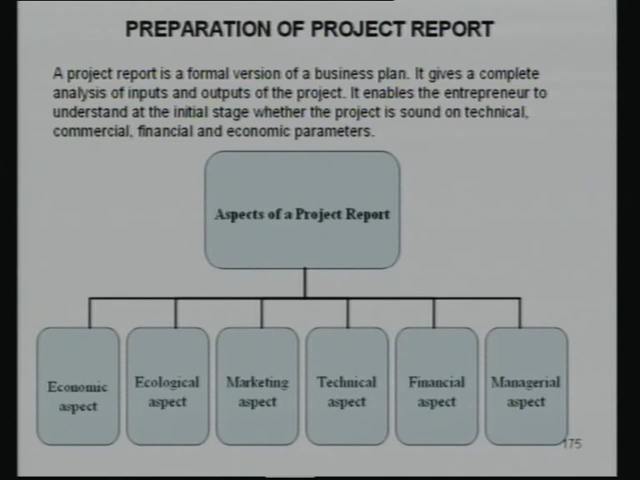 PREPARATION OF PROJECT REPORT
A project report is a formal version of a business plan. It gives a complete
analysis of inputs and outputs of the project. It enables the entrepreneur to
understand at the initial stage whether the project is sound on technical,
commercial, financial and economic parameters.
Aspects of a Project Report
Economic
aspect
Ecological
aspect
Marketing
aspect
Technical
aspect
Financial
aspect
Managerial
aspect
175